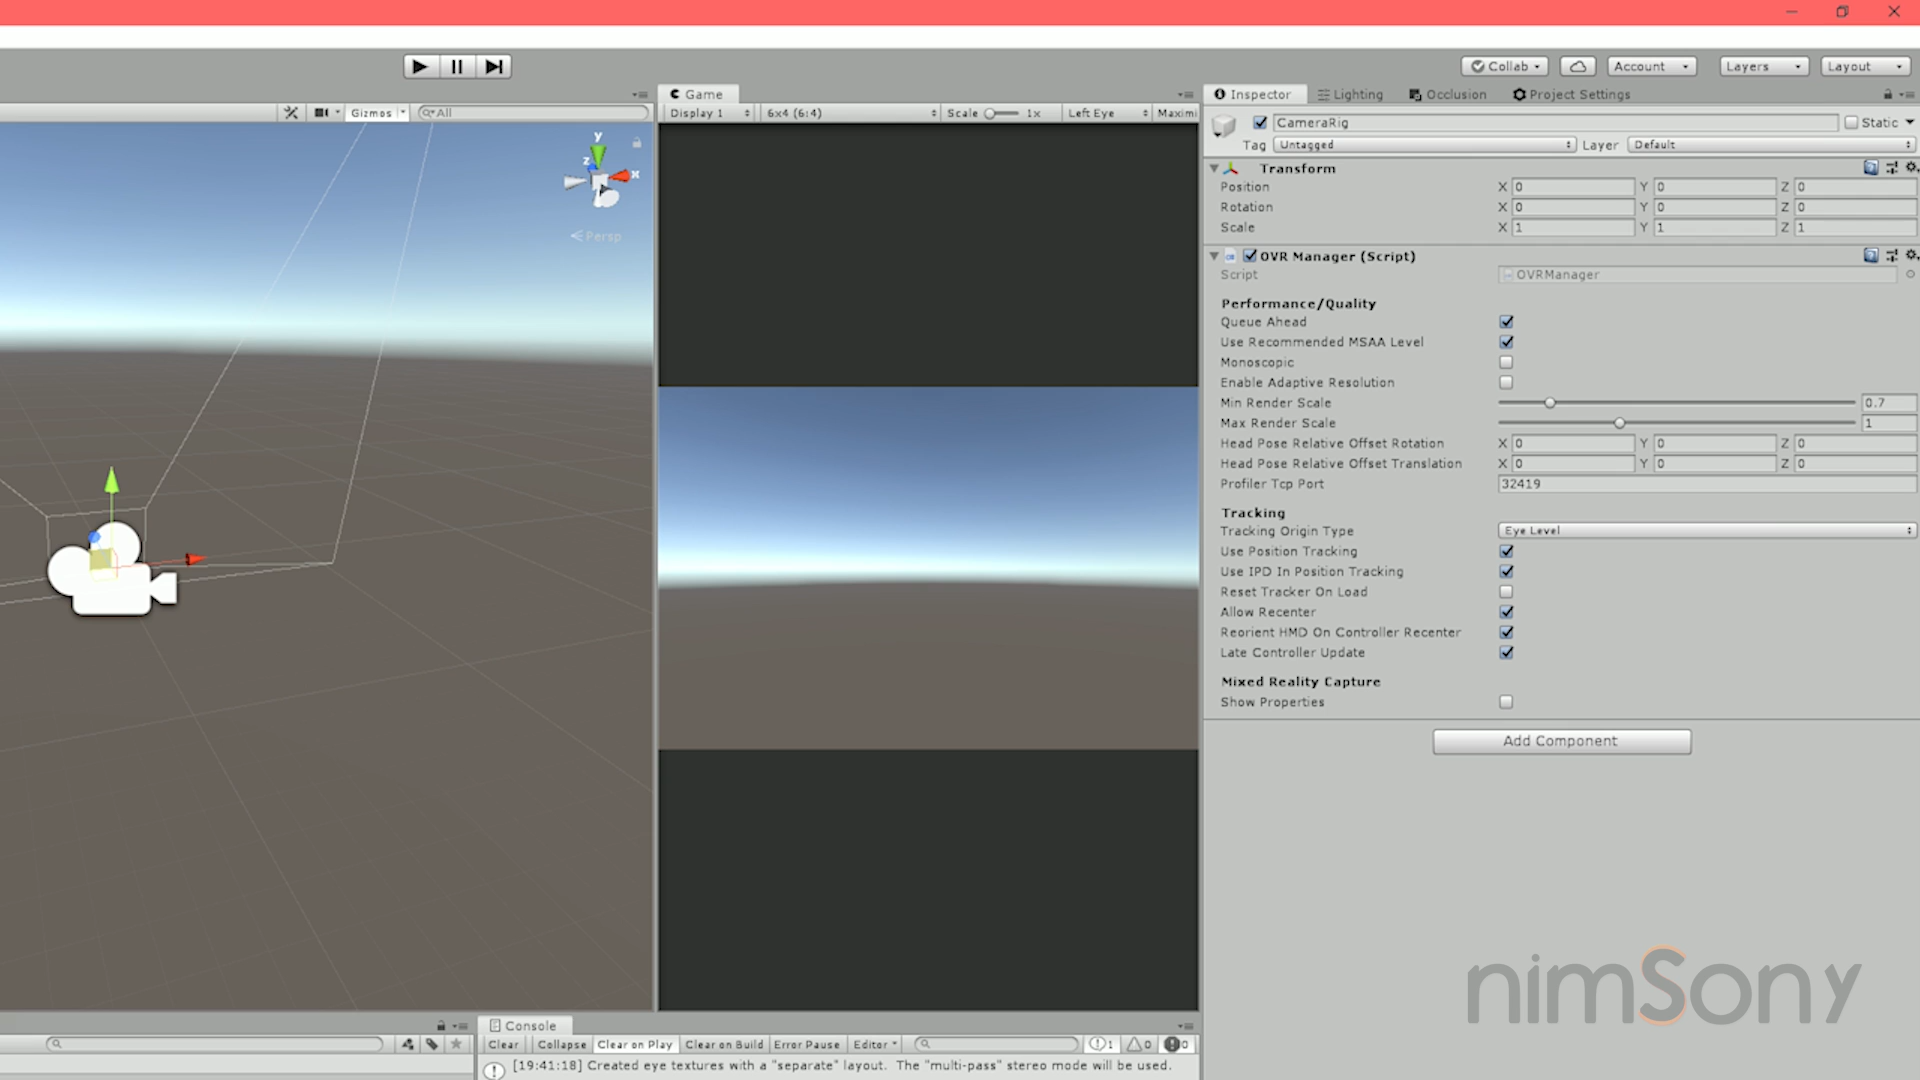 Collab
Account
Layers
Layout
Gizmos
All
y
z
x
Persp
Game
Display 1
6x4 (6:4)
Scale
1x
Left Eye
Maximi
Inspector
Lighting
Occlusion
Project Settings
CameraRig
Static
Tag
Untagged
Layer
Default
Transform
Position X 0 Y 0 Z 0
Rotation X 0 Y 0 Z 0
Scale X 1 Y 1 Z 1
OVR Manager (Script)
Script
OVRManager
Performance/Quality
Queue Ahead
Use Recommended MSAA Level
Monoscopic
Enable Adaptive Resolution
Min Render Scale 0.7
Max Render Scale 1
Head Pose Relative Offset Rotation X 0 Y 0 Z 0
Head Pose Relative Offset Translation X 0 Y 0 Z 0
Profiler Tcp Port 32419
Tracking
Tracking Origin Type Eye Level
Use Position Tracking
Use IPD In Position Tracking
Reset Tracker On Load
Allow Recenter
Reorient HMD On Controller Recenter
Late Controller Update
Mixed Reality Capture
Show Properties
Add Component
nimSony
Console
Clear
Collapse
Clear on Play
Clear on Build
Error Pause
Editor
1
0
0
[19:41:18] Created eye textures with a "separate" layout. The "multi-pass" stereo mode will be used.